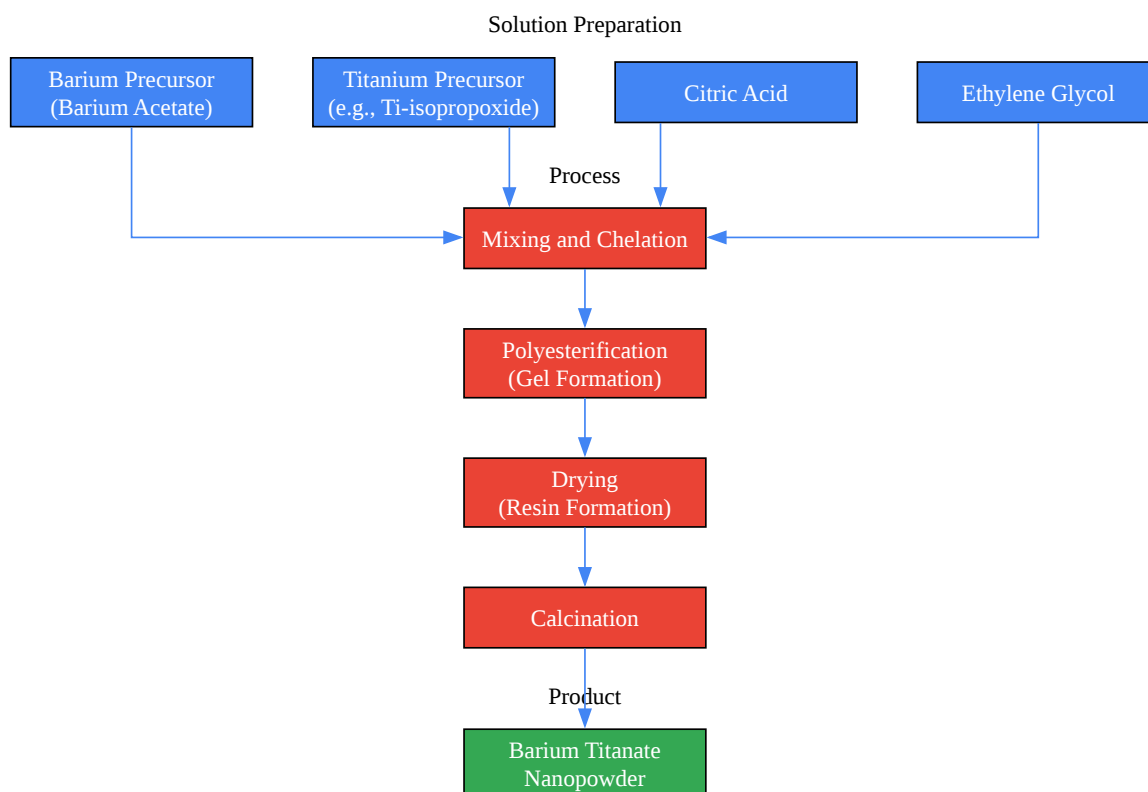 Solution Preparation
Barium Precursor
(Barium Acetate)
Titanium Precursor
(e.g., Ti-isopropoxide)
Citric Acid
Ethylene Glycol
Process
Mixing and Chelation
Polyesterification
(Gel Formation)
Drying
(Resin Formation)
Calcination
Product
Barium Titanate
Nanopowder